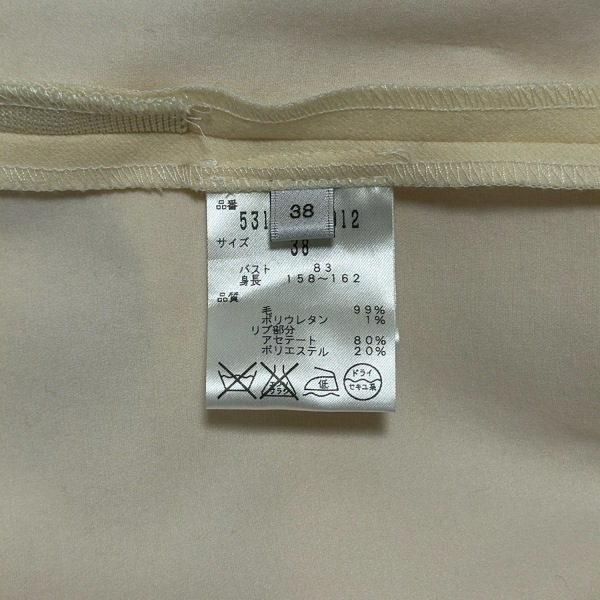 品番
38
531 012
サイズ 38
バスト 83
身長 158〜162
品質
毛 99%
ポリウレタン 1%
リブ部分
アセテート 80%
ポリエステル 20%
低
ドライ
セキユ系